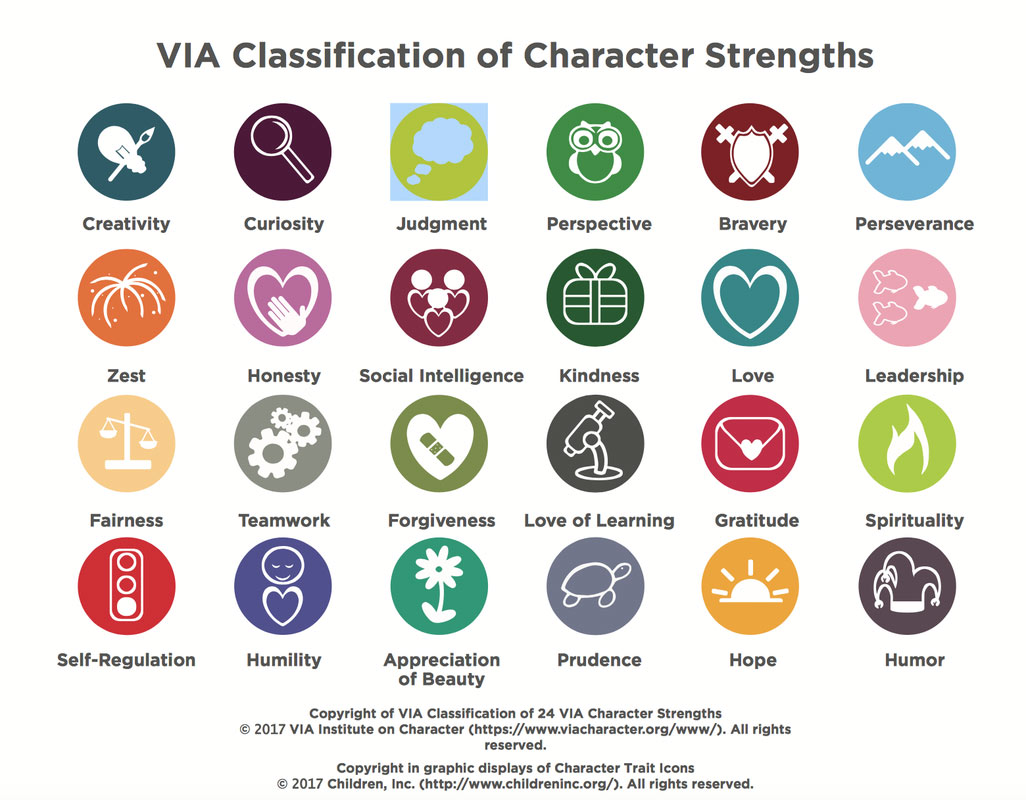 VIA Classification of Character Strengths
Creativity
Curiosity
Judgment
Perspective
Bravery
Perseverance
Zest
Honesty
Social Intelligence
Kindness
Love
Leadership
Fairness
Teamwork
Forgiveness
Love of Learning
Gratitude
Spirituality
Self-Regulation
Humility
Appreciation
of Beauty
Prudence
Hope
Humor
Copyright of VIA Classification of 24 VIA Character Strengths
© 2017 VIA Institute on Character (https://www.viacharacter.org/www/). All rights
reserved.
Copyright in graphic displays of Character Trait Icons
© 2017 Children, Inc. (http://www.childreninc.org/). All rights reserved.